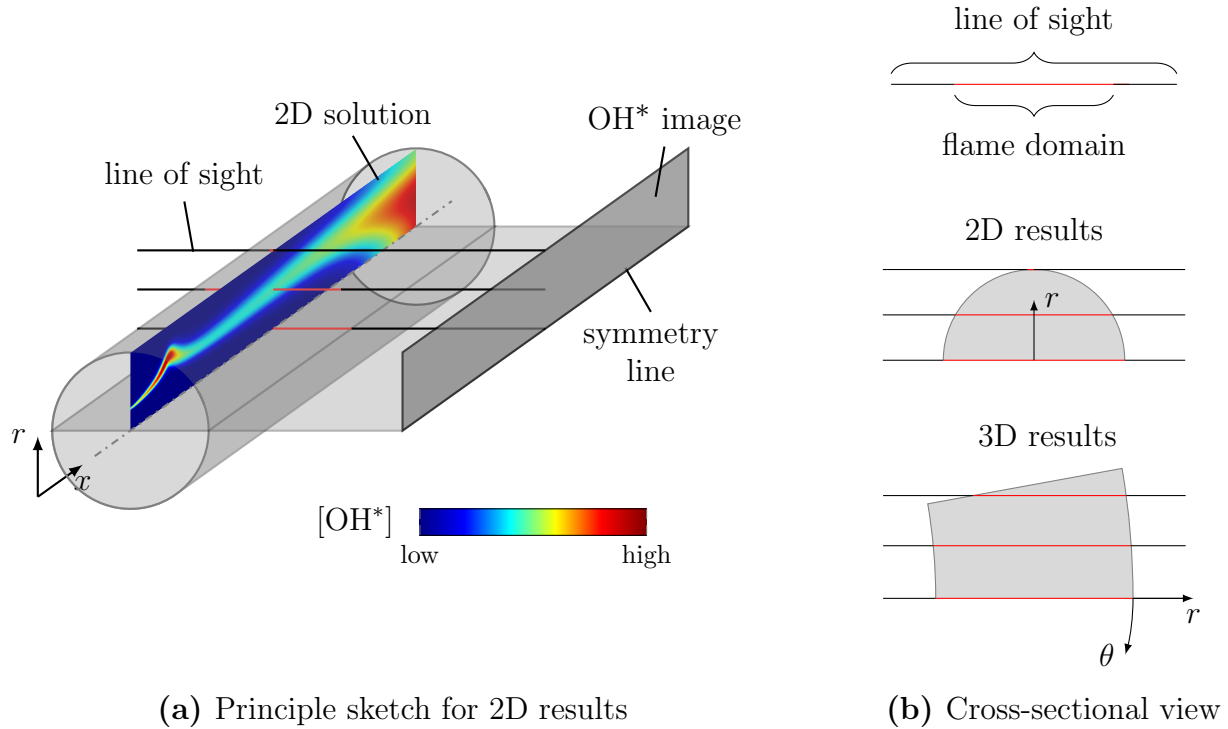 2D solution
line of sight
OH* image
symmetry
line
r
x
[OH*]
low
high
(a) Principle sketch for 2D results
line of sight
flame domain
2D results
r
3D results
r
θ
(b) Cross-sectional view